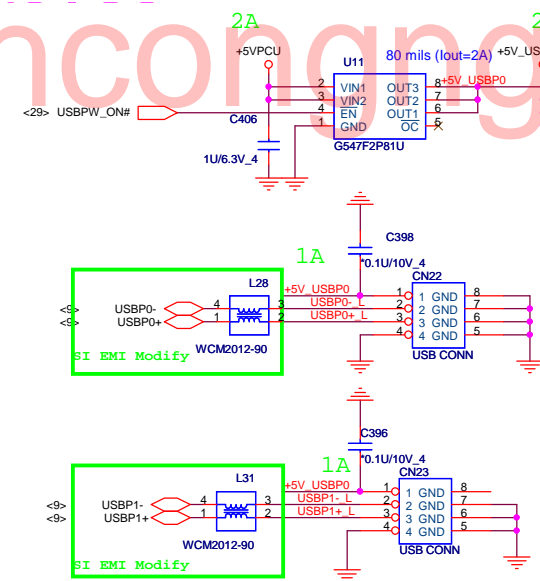 2A
2
+5VPCU
U11
80 mils (Iout=2A)
+5V_US
2 VIN1 OUT3 8 +5V_USBP0
3 VIN2 OUT2 7
<29> USBPW_ON# 4 EN OUT1 6
1 GND OC 5
C406
G547F2P81U
1U/6.3V_4
C398
1A
*0.1U/10V_4
L28
CN22
+5V_USBP0 1 1 GND 8
<9> USBP0- 4 3 USBP0-_L 2 2 GND 7
<9> USBP0+ 1 2 USBP0+_L 3 3 GND 6
4 4 GND 5
WCM2012-90
SI EMI Modify
USB CONN
C396
1A
*0.1U/10V_4
L31
CN23
+5V_USBP0 1 1 GND 8
<9> USBP1- 4 3 USBP1-_L 2 2 GND 7
<9> USBP1+ 1 2 USBP1+_L 3 3 GND 6
4 4 GND 5
WCM2012-90
USB CONN
SI EMI Modify